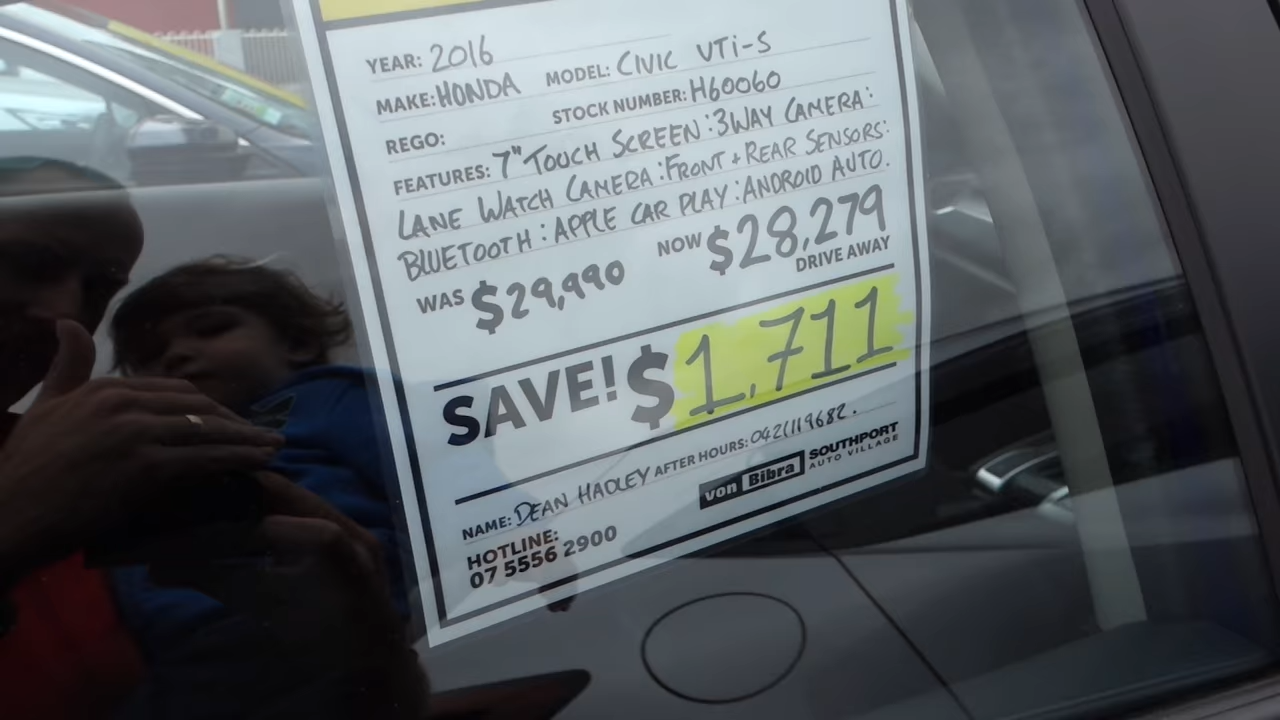 YEAR: 2016
MAKE: HONDA MODEL: CIVIC VTi-S
REGO: STOCK NUMBER: H60060
FEATURES: 7" TOUCH SCREEN : 3WAY CAMERA :
LANE WATCH CAMERA : FRONT + REAR SENSORS :
BLUETOOTH : APPLE CAR PLAY : ANDROID AUTO.
WAS $29,990 NOW $28,279
DRIVE AWAY
SAVE! $1,711
NAME: DEAN HADLEY AFTER HOURS: 0421119682.
HOTLINE:
07 5556 2900
von Bibra SOUTHPORT
AUTO VILLAGE